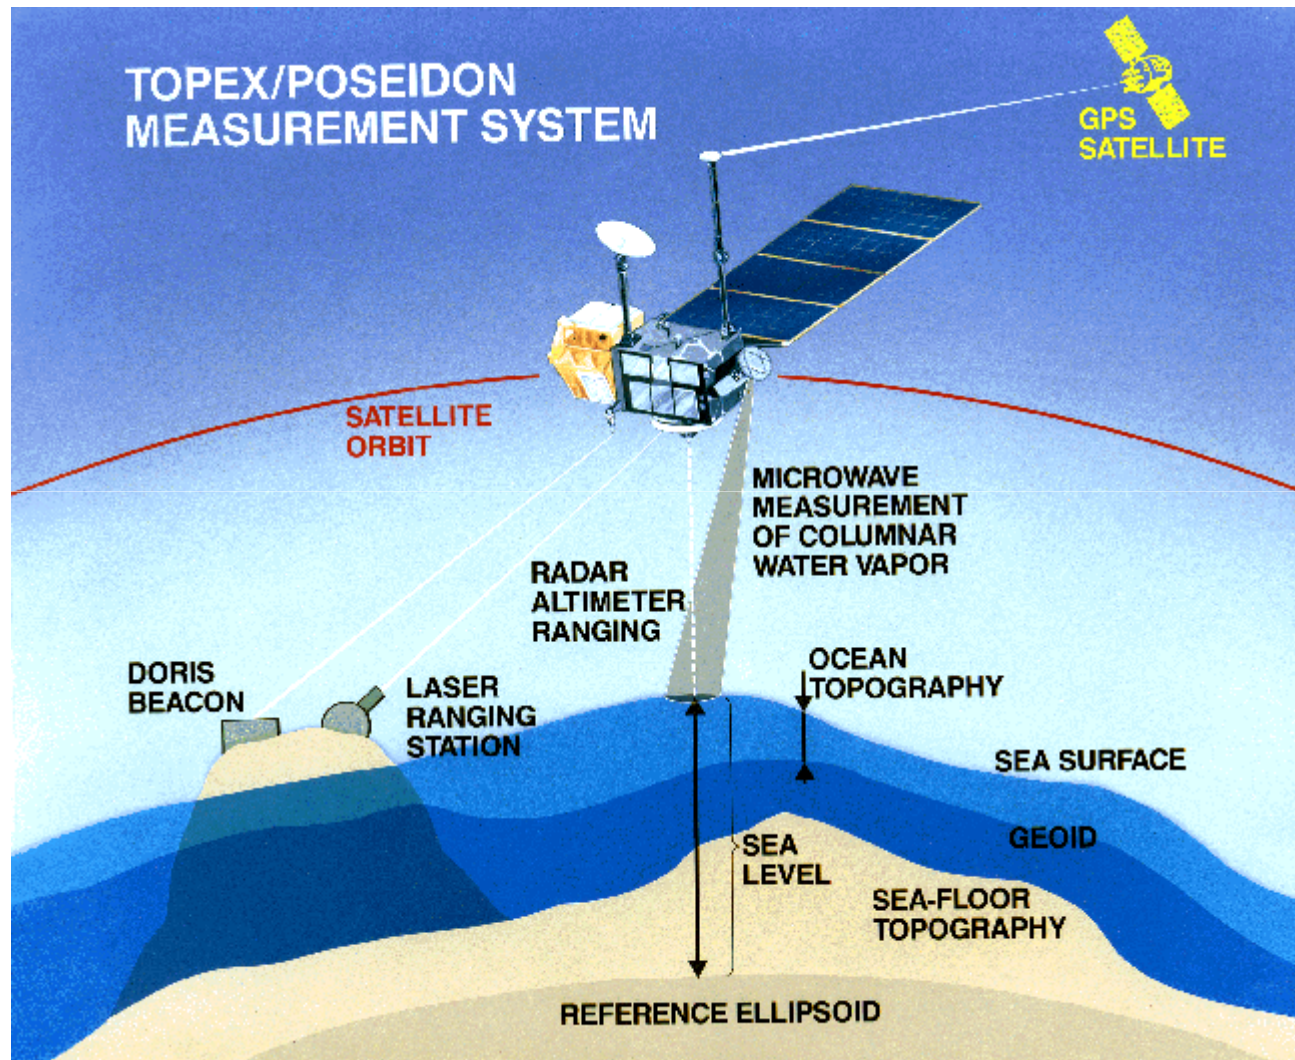 TOPEX/POSEIDON
MEASUREMENT SYSTEM
GPS
SATELLITE
SATELLITE
ORBIT
MICROWAVE
MEASUREMENT
OF COLUMNAR
WATER VAPOR
RADAR
ALTIMETER
RANGING
DORIS
BEACON
LASER
RANGING
STATION
OCEAN
TOPOGRAPHY
SEA SURFACE
GEOID
SEA
LEVEL
SEA-FLOOR
TOPOGRAPHY
REFERENCE ELLIPSOID